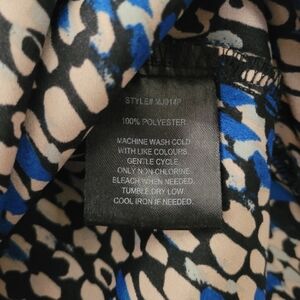 STYLE# MJ914P
100% POLYESTER
MACHINE WASH COLD
WITH LIKE COLOURS.
GENTLE CYCLE.
ONLY NON-CHLORINE
BLEACH WHEN NEEDED.
TUMBLE DRY LOW.
COOL IRON IF NEEDED.